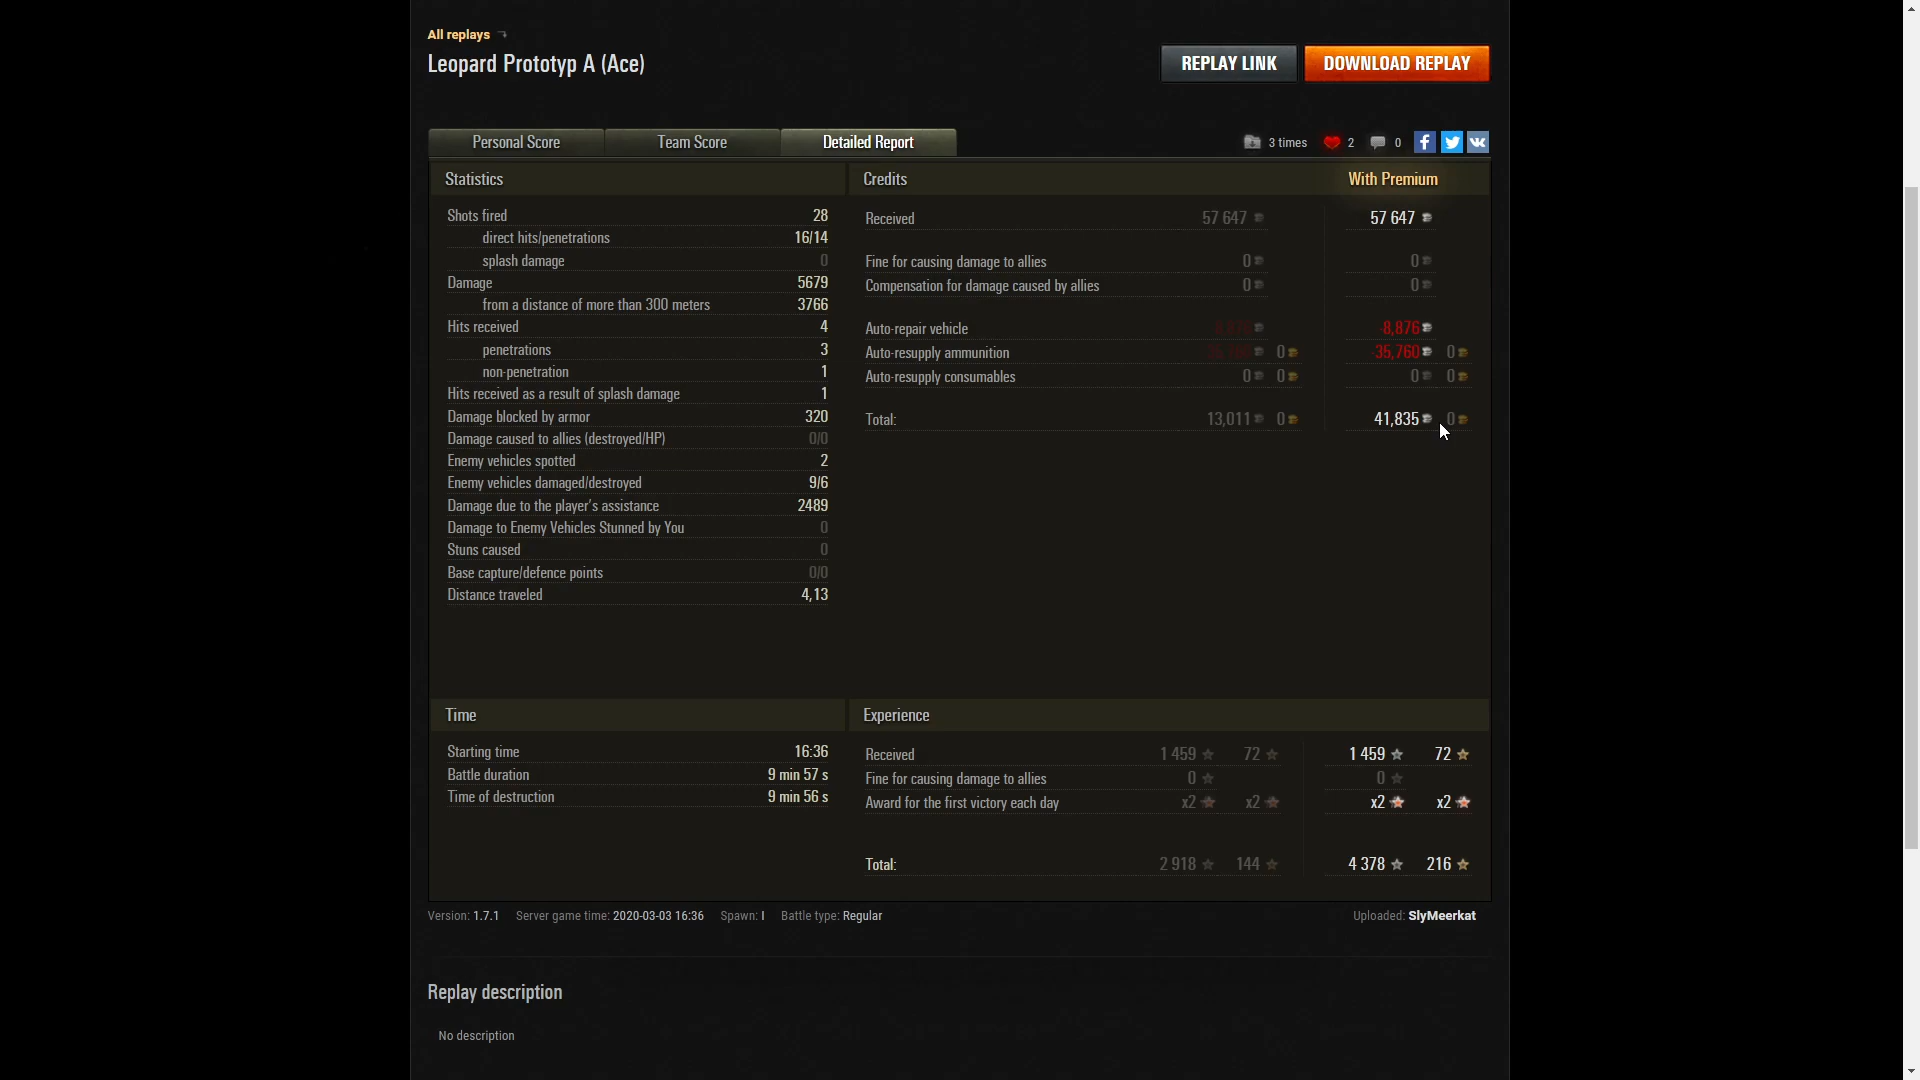 All replays
Leopard Prototyp A (Ace)
REPLAY LINK
DOWNLOAD REPLAY
Personal Score
Team Score
Detailed Report
3 times
2
0
Statistics
Shots fired 28
direct hits/penetrations 16/14
splash damage 0
Damage 5679
from a distance of more than 300 meters 3766
Hits received 4
penetrations 3
non-penetration 1
Hits received as a result of splash damage 1
Damage blocked by armor 320
Damage caused to allies (destroyed/HP) 0/0
Enemy vehicles spotted 2
Enemy vehicles damaged/destroyed 9/6
Damage due to the player's assistance 2489
Damage to Enemy Vehicles Stunned by You 0
Stuns caused 0
Base capture/defence points 0/0
Distance traveled 4,13
Credits With Premium
Received 57 647 57 647
Fine for causing damage to allies 0 0
Compensation for damage caused by allies 0 0
Auto-repair vehicle -8,876
Auto-resupply ammunition 0 -35,760 0
Auto-resupply consumables 0 0 0 0
Total: 13,011 0 41,835 0
Time
Starting time 16:36
Battle duration 9 min 57 s
Time of destruction 9 min 56 s
Experience
Received 1 459 72 1 459 72
Fine for causing damage to allies 0 0
Award for the first victory each day x2 x2 x2 x2
Total: 2 918 144 4 378 216
Version: 1.7.1 Server game time: 2020-03-03 16:36 Spawn: I Battle type: Regular Uploaded: SlyMeerkat
Replay description
No description